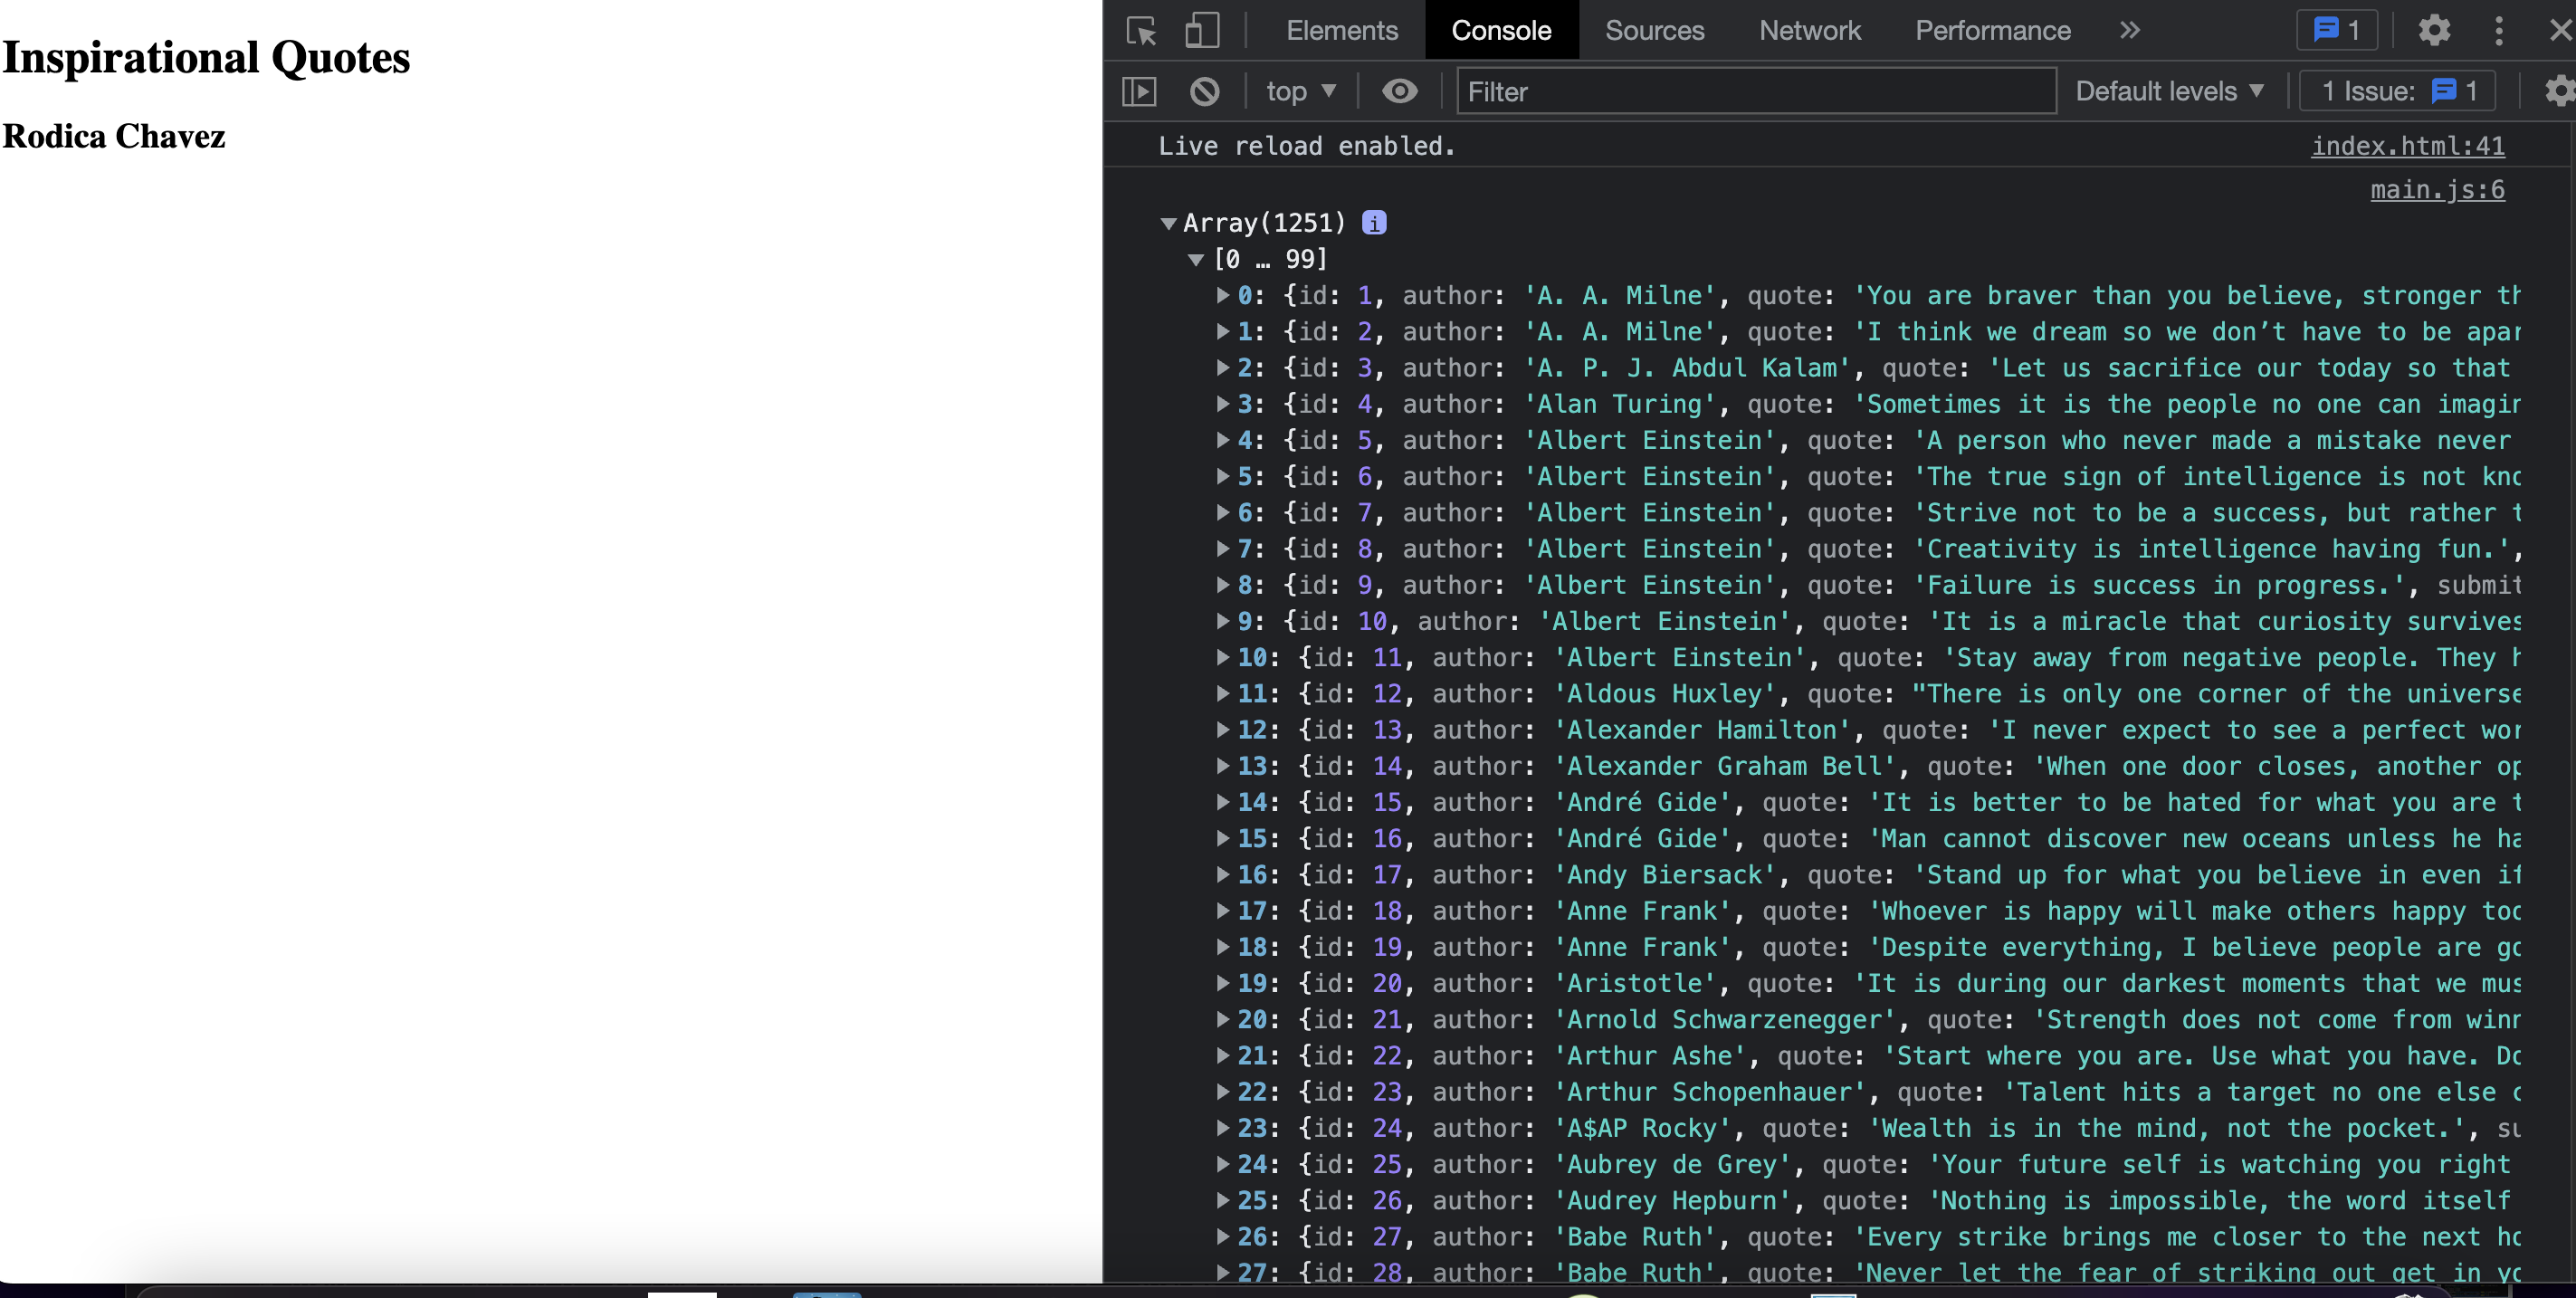 Inspirational Quotes
Rodica Chavez
Elements Console Sources Network Performance 1
top Filter Default levels 1 Issue: 1
Live reload enabled. index.html:41
main.js:6
Array(1251) i
[0 … 99]
0: {id: 1, author: 'A. A. Milne', quote: 'You are braver than you believe, stronger
1: {id: 2, author: 'A. A. Milne', quote: 'I think we dream so we don’t have to be
2: {id: 3, author: 'A. P. J. Abdul Kalam', quote: 'Let us sacrifice our today so that
3: {id: 4, author: 'Alan Turing', quote: 'Sometimes it is the people no one can
4: {id: 5, author: 'Albert Einstein', quote: 'A person who never made a mistake never
5: {id: 6, author: 'Albert Einstein', quote: 'The true sign of intelligence is not
6: {id: 7, author: 'Albert Einstein', quote: 'Strive not to be a success, but rather
7: {id: 8, author: 'Albert Einstein', quote: 'Creativity is intelligence having fun.',
8: {id: 9, author: 'Albert Einstein', quote: 'Failure is success in progress.', submit
9: {id: 10, author: 'Albert Einstein', quote: 'It is a miracle that curiosity survives
10: {id: 11, author: 'Albert Einstein', quote: 'Stay away from negative people. They
11: {id: 12, author: 'Aldous Huxley', quote: "There is only one corner of the universe
12: {id: 13, author: 'Alexander Hamilton', quote: 'I never expect to see a perfect
13: {id: 14, author: 'Alexander Graham Bell', quote: 'When one door closes, another
14: {id: 15, author: 'André Gide', quote: 'It is better to be hated for what you are
15: {id: 16, author: 'André Gide', quote: 'Man cannot discover new oceans unless he
16: {id: 17, author: 'Andy Biersack', quote: 'Stand up for what you believe in even if
17: {id: 18, author: 'Anne Frank', quote: 'Whoever is happy will make others happy
18: {id: 19, author: 'Anne Frank', quote: 'Despite everything, I believe people are
19: {id: 20, author: 'Aristotle', quote: 'It is during our darkest moments that we
20: {id: 21, author: 'Arnold Schwarzenegger', quote: 'Strength does not come from
21: {id: 22, author: 'Arthur Ashe', quote: 'Start where you are. Use what you have.
22: {id: 23, author: 'Arthur Schopenhauer', quote: 'Talent hits a target no one else
23: {id: 24, author: 'A$AP Rocky', quote: 'Wealth is in the mind, not the pocket.', su
24: {id: 25, author: 'Aubrey de Grey', quote: 'Your future self is watching you right
25: {id: 26, author: 'Audrey Hepburn', quote: 'Nothing is impossible, the word itself
26: {id: 27, author: 'Babe Ruth', quote: 'Every strike brings me closer to the next
27: {id: 28, author: 'Babe Ruth', quote: 'Never let the fear of striking out get in